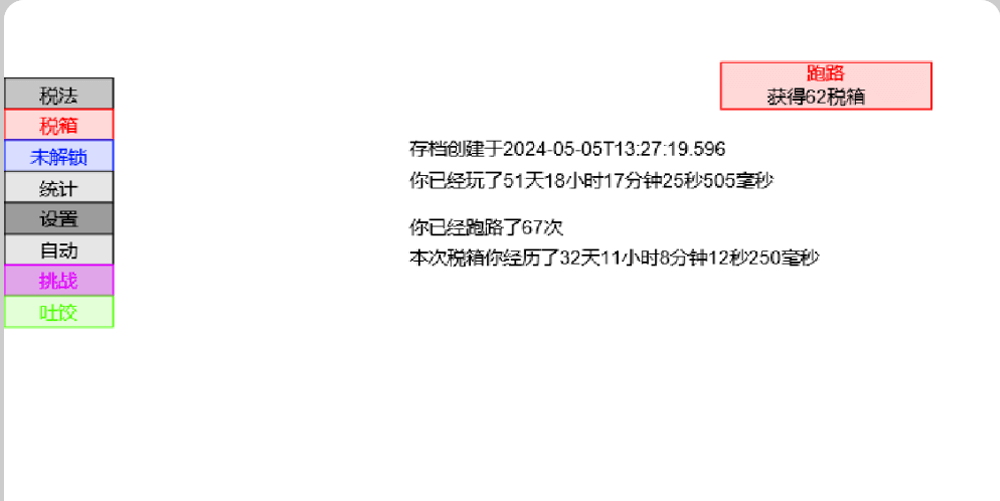 跑路
获得62税箱
税法
税箱
未解锁
统计
设置
自动
挑战
吐饺
存档创建于2024-05-05T13:27:19.596
你已经玩了51天18小时17分钟25秒505毫秒
你已经跑路了67次
本次税箱你经历了32天11小时8分钟12秒250毫秒